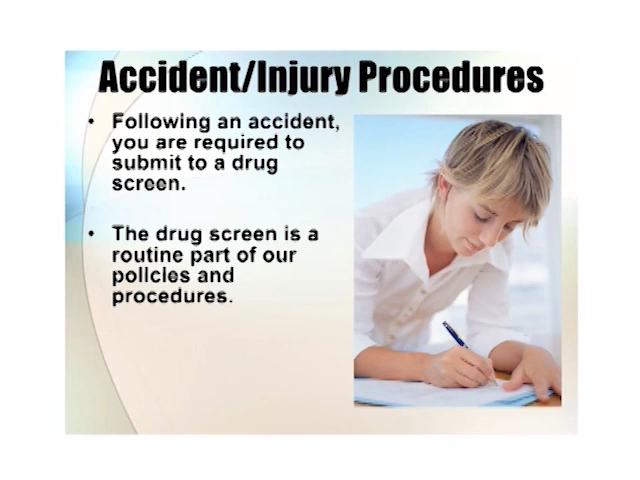 Accident/Injury Procedures
• Following an accident,
you are required to
submit to a drug
screen.
• The drug screen is a
routine part of our
policies and
procedures.